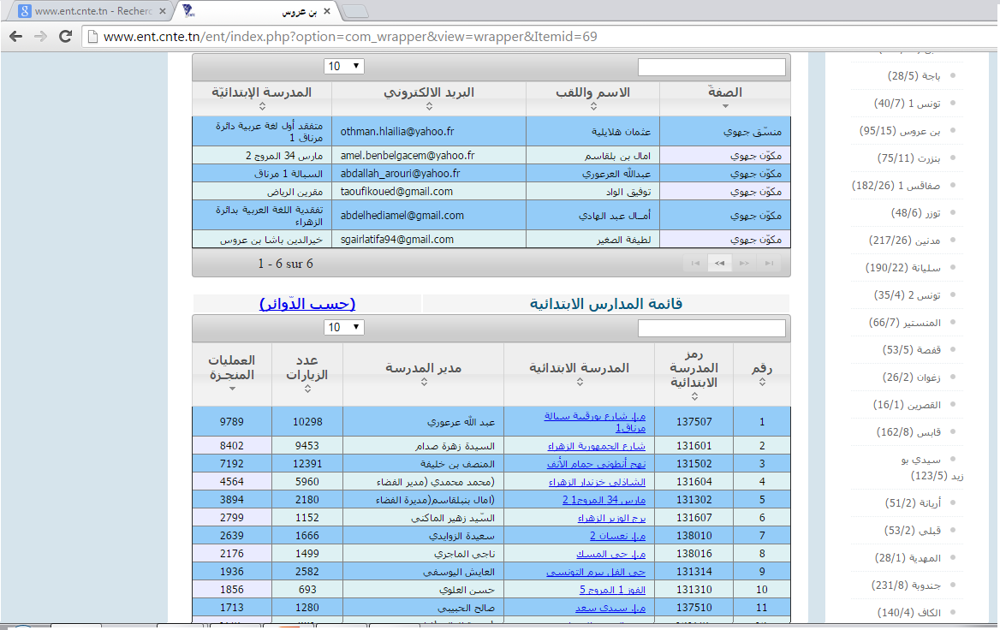 www.ent.cnte.tn - Recherc
بن عروس
www.ent.cnte.tn/ent/index.php?option=com_wrapper&view=wrapper&Itemid=69
10
الصفةّ الاسم واللقب البريد الالكتروني المدرسة الإبتدائيّة
منسّق جهوي عثمان هلايلية othman.hlailia@yahoo.fr متفقد أول لغة عربية دائرة
مرناق 1
مكوّن جهوي امال بن بلقاسم amel.benbelgacem@yahoo.fr مارس 34 المروج 2
مكوّن جهوي عبدالله العرعوري abdallah_arouri@yahoo.fr السبالة 1 مرناق
مكوّن جهوي توفيق الواد taoufikoued@gmail.com مقرين الرياض
مكوّن جهوي أمــال عبد الهادي abdelhediamel@gmail.com تفقدية اللغة العربية بدائرة
الزهراء
مكوّن جهوي لطيفة الصغير sgairlatifa94@gmail.com خيرالدين باشا بن عروس
1 - 6 sur 6
قائمة المدارس الابتدائية (حسب الدّوائر)
10
رقم رمز المدرسة الابتدائية المدرسة الابتدائية مدير المدرسة عدد الزيارات العمليات المنجزة
1 137507 م.إ. شارع بورقيبة سبالة مرناق1 عبد الله عرعوري 10298 9789
2 131601 شارع الجمهورية الزهراء السيدة زهرة صدام 9453 8402
3 131502 نهج أنطوني حمام الأنف المنصف بن خليفة 12391 7192
4 131604 الشاذلي خزندار الزهراء (محمد محمدي (مدير الفضاء 5960 4564
5 131302 مارس 34 المروج1 2 (امال بتبلقاسم(مديرة الفضاء 2180 3894
6 131607 برج الوزير الزهراء السيّد زهير الماكني 1152 2799
7 138010 م.إ. نعسان 2 سعيدة الزوايدي 1666 2639
8 138016 م.إ. حي المسك ناجي الماجري 1499 2176
9 131314 حي الفل ببرم التونسي العايش اليوسفي 2582 1936
10 131310 الفوز 1 المروج 5 حسن العلوي 693 1856
11 137510 م.إ. سيدي سعد صالح الحبيبي 1280 1713
باجة (28/5)
تونس 1 (40/7)
بن عروس (95/15)
بنزرت (75/11)
صفاقس 1 (182/26)
توزر (48/6)
مدنين (217/26)
سليانة (190/22)
تونس 2 (35/4)
المنستير (66/7)
قفصة (53/5)
زغوان (26/2)
القصرين (16/1)
قابس (162/8)
سيدي بو
زيد (123/5)
أريانة (51/2)
قبلي (53/2)
المهدية (28/1)
جندوبة (231/8)
الكاف (140/4)